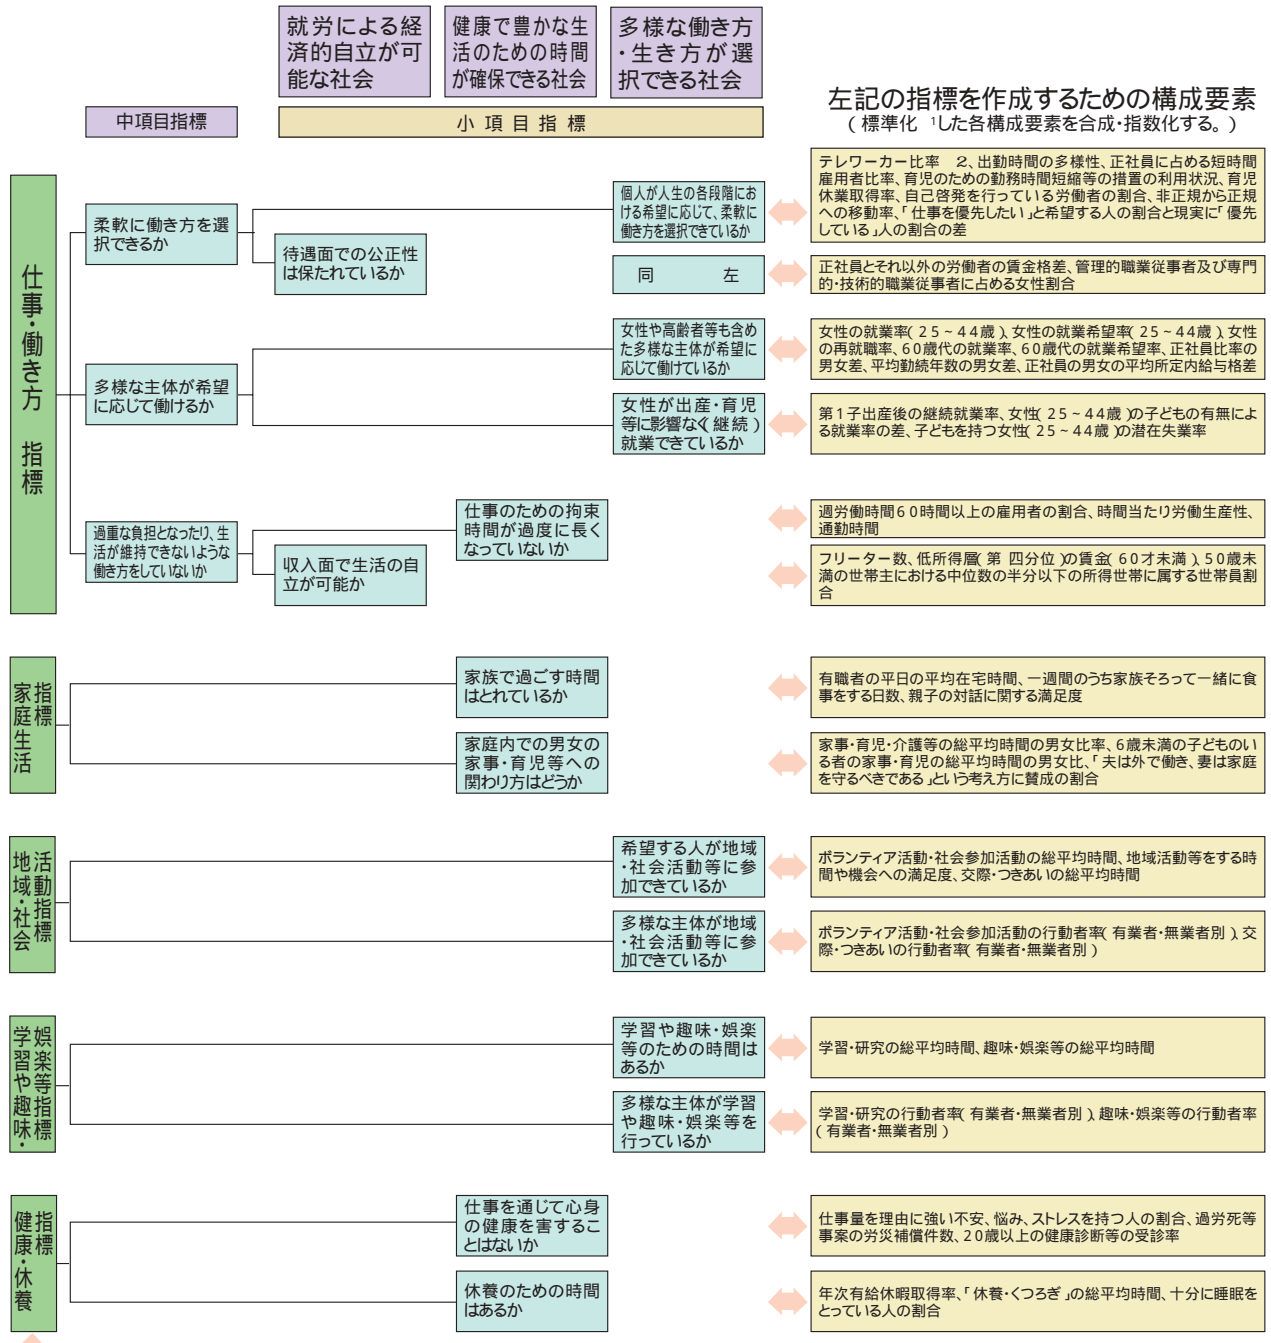 就労による経
済的自立が可
能な社会
健康で豊かな生
活のための時間
が確保できる社会
多様な働き方
・生き方が選
択できる社会
左記の指標を作成するための構成要素
(標準化 1した各構成要素を合成・指数化する。)
中項目指標
小項目指標
仕事・働き方 指標
柔軟に働き方を選
択できるか
個人が人生の各段階にお
ける希望に応じて、柔軟に
働き方を選択できているか
テレワーカー比率 2、出勤時間の多様性、正社員に占める短時間
雇用者比率、育児のための勤務時間短縮等の措置の利用状況、育児
休業取得率、自己啓発を行っている労働者の割合、非正規から正規
への移動率、「仕事を優先したい」と希望する人の割合と現実に「優先
している」人の割合の差
待遇面での公正性
は保たれているか
同 左
正社員とそれ以外の労働者の賃金格差、管理的職業従事者及び専門
的・技術的職業従事者に占める女性割合
多様な主体が希望
に応じて働けるか
女性や高齢者等も含め
た多様な主体が希望に
応じて働けているか
女性の就業率(25~44歳)、女性の就業希望率(25~44歳)、女性
の再就職率、60歳代の就業率、60歳代の就業希望率、正社員比率の
男女差、平均勤続年数の男女差、正社員の男女の平均所定内給与格差
女性が出産・育児
等に影響なく(継続)
就業できているか
第1子出産後の継続就業率、女性(25~44歳)の子どもの有無によ
る就業率の差、子どもを持つ女性(25~44歳)の潜在失業率
過重な負担となったり、生
活が維持できないような
働き方をしていないか
仕事のための拘束
時間が過度に長く
なっていないか
週労働時間60時間以上の雇用者の割合、時間当たり労働生産性、
通勤時間
収入面で生活の自
立が可能か
フリーター数、低所得層(第 四分位)の賃金(60才未満)、50歳未
満の世帯主における中位数の半分以下の所得世帯に属する世帯員割
合
家庭生活
指標
家族で過ごす時間
はとれているか
有職者の平日の平均在宅時間、一週間のうち家族そろって一緒に食
事をする日数、親子の対話に関する満足度
家庭内での男女の
家事・育児等への
関わり方はどうか
家事・育児・介護等の総平均時間の男女比率、6歳未満の子どものい
る者の家事・育児の総平均時間の男女比、「夫は外で働き、妻は家庭
を守るべきである」という考え方に賛成の割合
地域・社会
活動指標
希望する人が地域
・社会活動等に参
加できているか
ボランティア活動・社会参加活動の総平均時間、地域活動等をする時
間や機会への満足度、交際・つきあいの総平均時間
多様な主体が地域
・社会活動等に参
加できているか
ボランティア活動・社会参加活動の行動者率(有業者・無業者別)、交
際・つきあいの行動者率(有業者・無業者別)
学習や趣味・
娯楽等指標
学習や趣味・娯楽
等のための時間は
あるか
学習・研究の総平均時間、趣味・娯楽等の総平均時間
多様な主体が学習
や趣味・娯楽等を
行っているか
学習・研究の行動者率(有業者・無業者別)、趣味・娯楽等の行動者率
(有業者・無業者別)
健康・休養
指標
仕事を通じて心身
の健康を害するこ
とはないか
仕事量を理由に強い不安、悩み、ストレスを持つ人の割合、過労死等
事案の労災補償件数、20歳以上の健康診断等の受診率
休養のための時間
はあるか
年次有給休暇取得率、「休養・くつろぎ」の総平均時間、十分に睡眠を
とっている人の割合